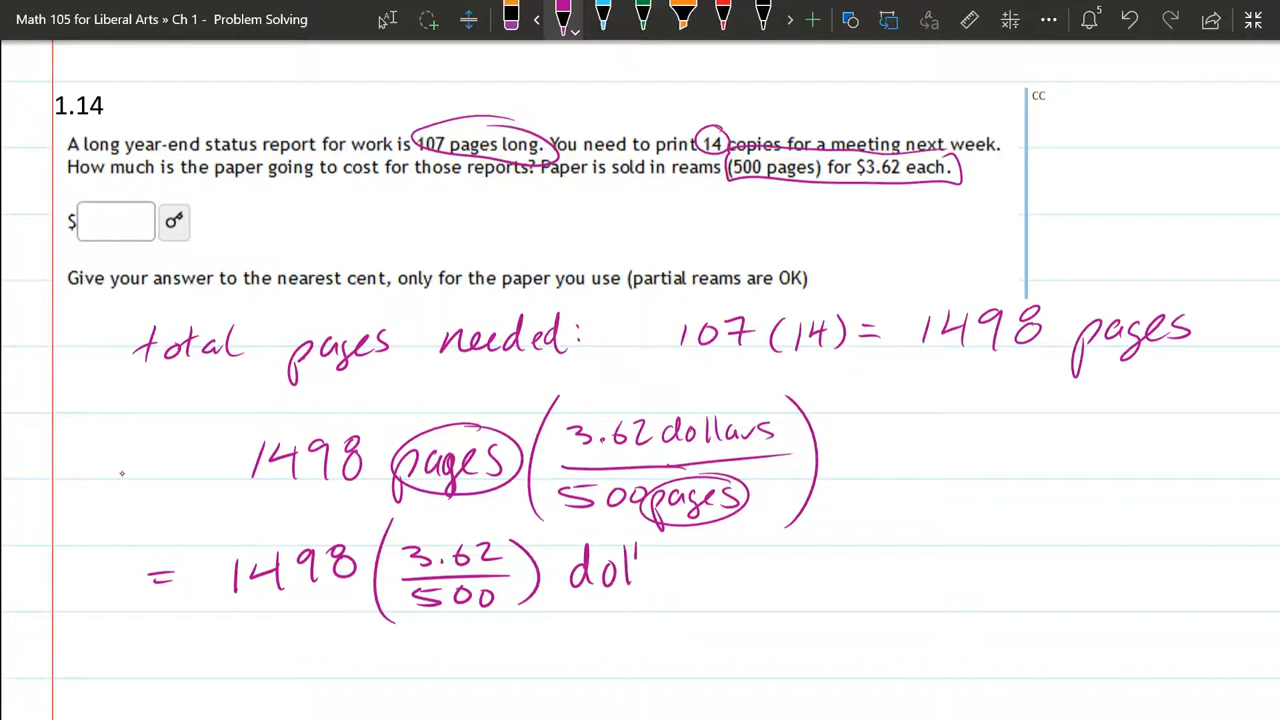 Math 105 for Liberal Arts » Ch 1 - Problem Solving
5
1.14
CC
A long year-end status report for work is 107 pages long. You need to print 14 copies for a meeting next week.
How much is the paper going to cost for those reports? Paper is sold in reams (500 pages) for $3.62 each.
$
Give your answer to the nearest cent, only for the paper you use (partial reams are OK)
total pages needed: 107 (14) = 1498 pages
1498 pages (3.62 dollars / 500 pages)
= 1498 (3.62 / 500) dol